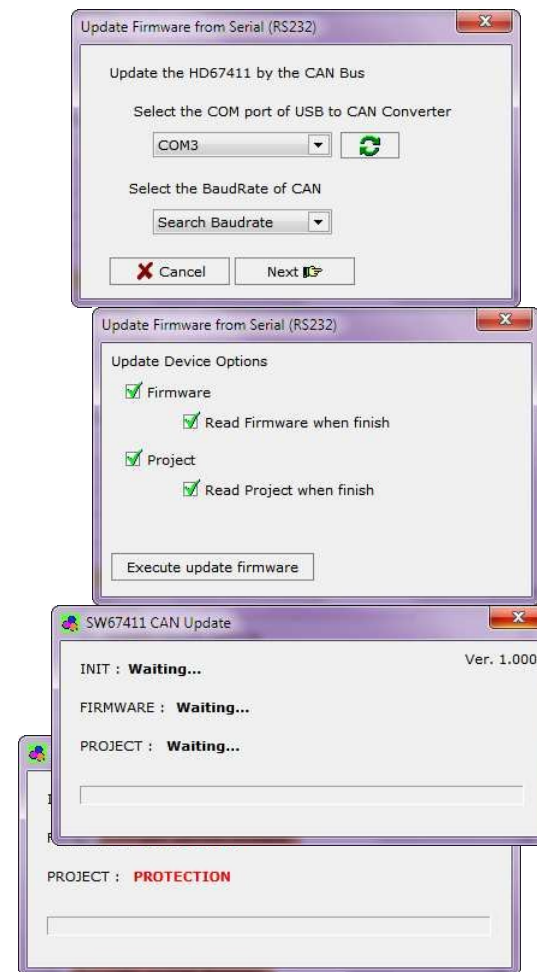 Update Firmware from Serial (RS232)
Update the HD67411 by the CAN Bus
Select the COM port of USB to CAN Converter
COM3
Select the BaudRate of CAN
Search Baudrate
Cancel Next
Update Firmware from Serial (RS232)
Update Device Options
Firmware
Read Firmware when finish
Project
Read Project when finish
Execute update firmware
SW67411 CAN Update
Ver. 1.000
INIT : Waiting...
FIRMWARE : Waiting...
PROJECT : Waiting...
PROJECT : PROTECTION